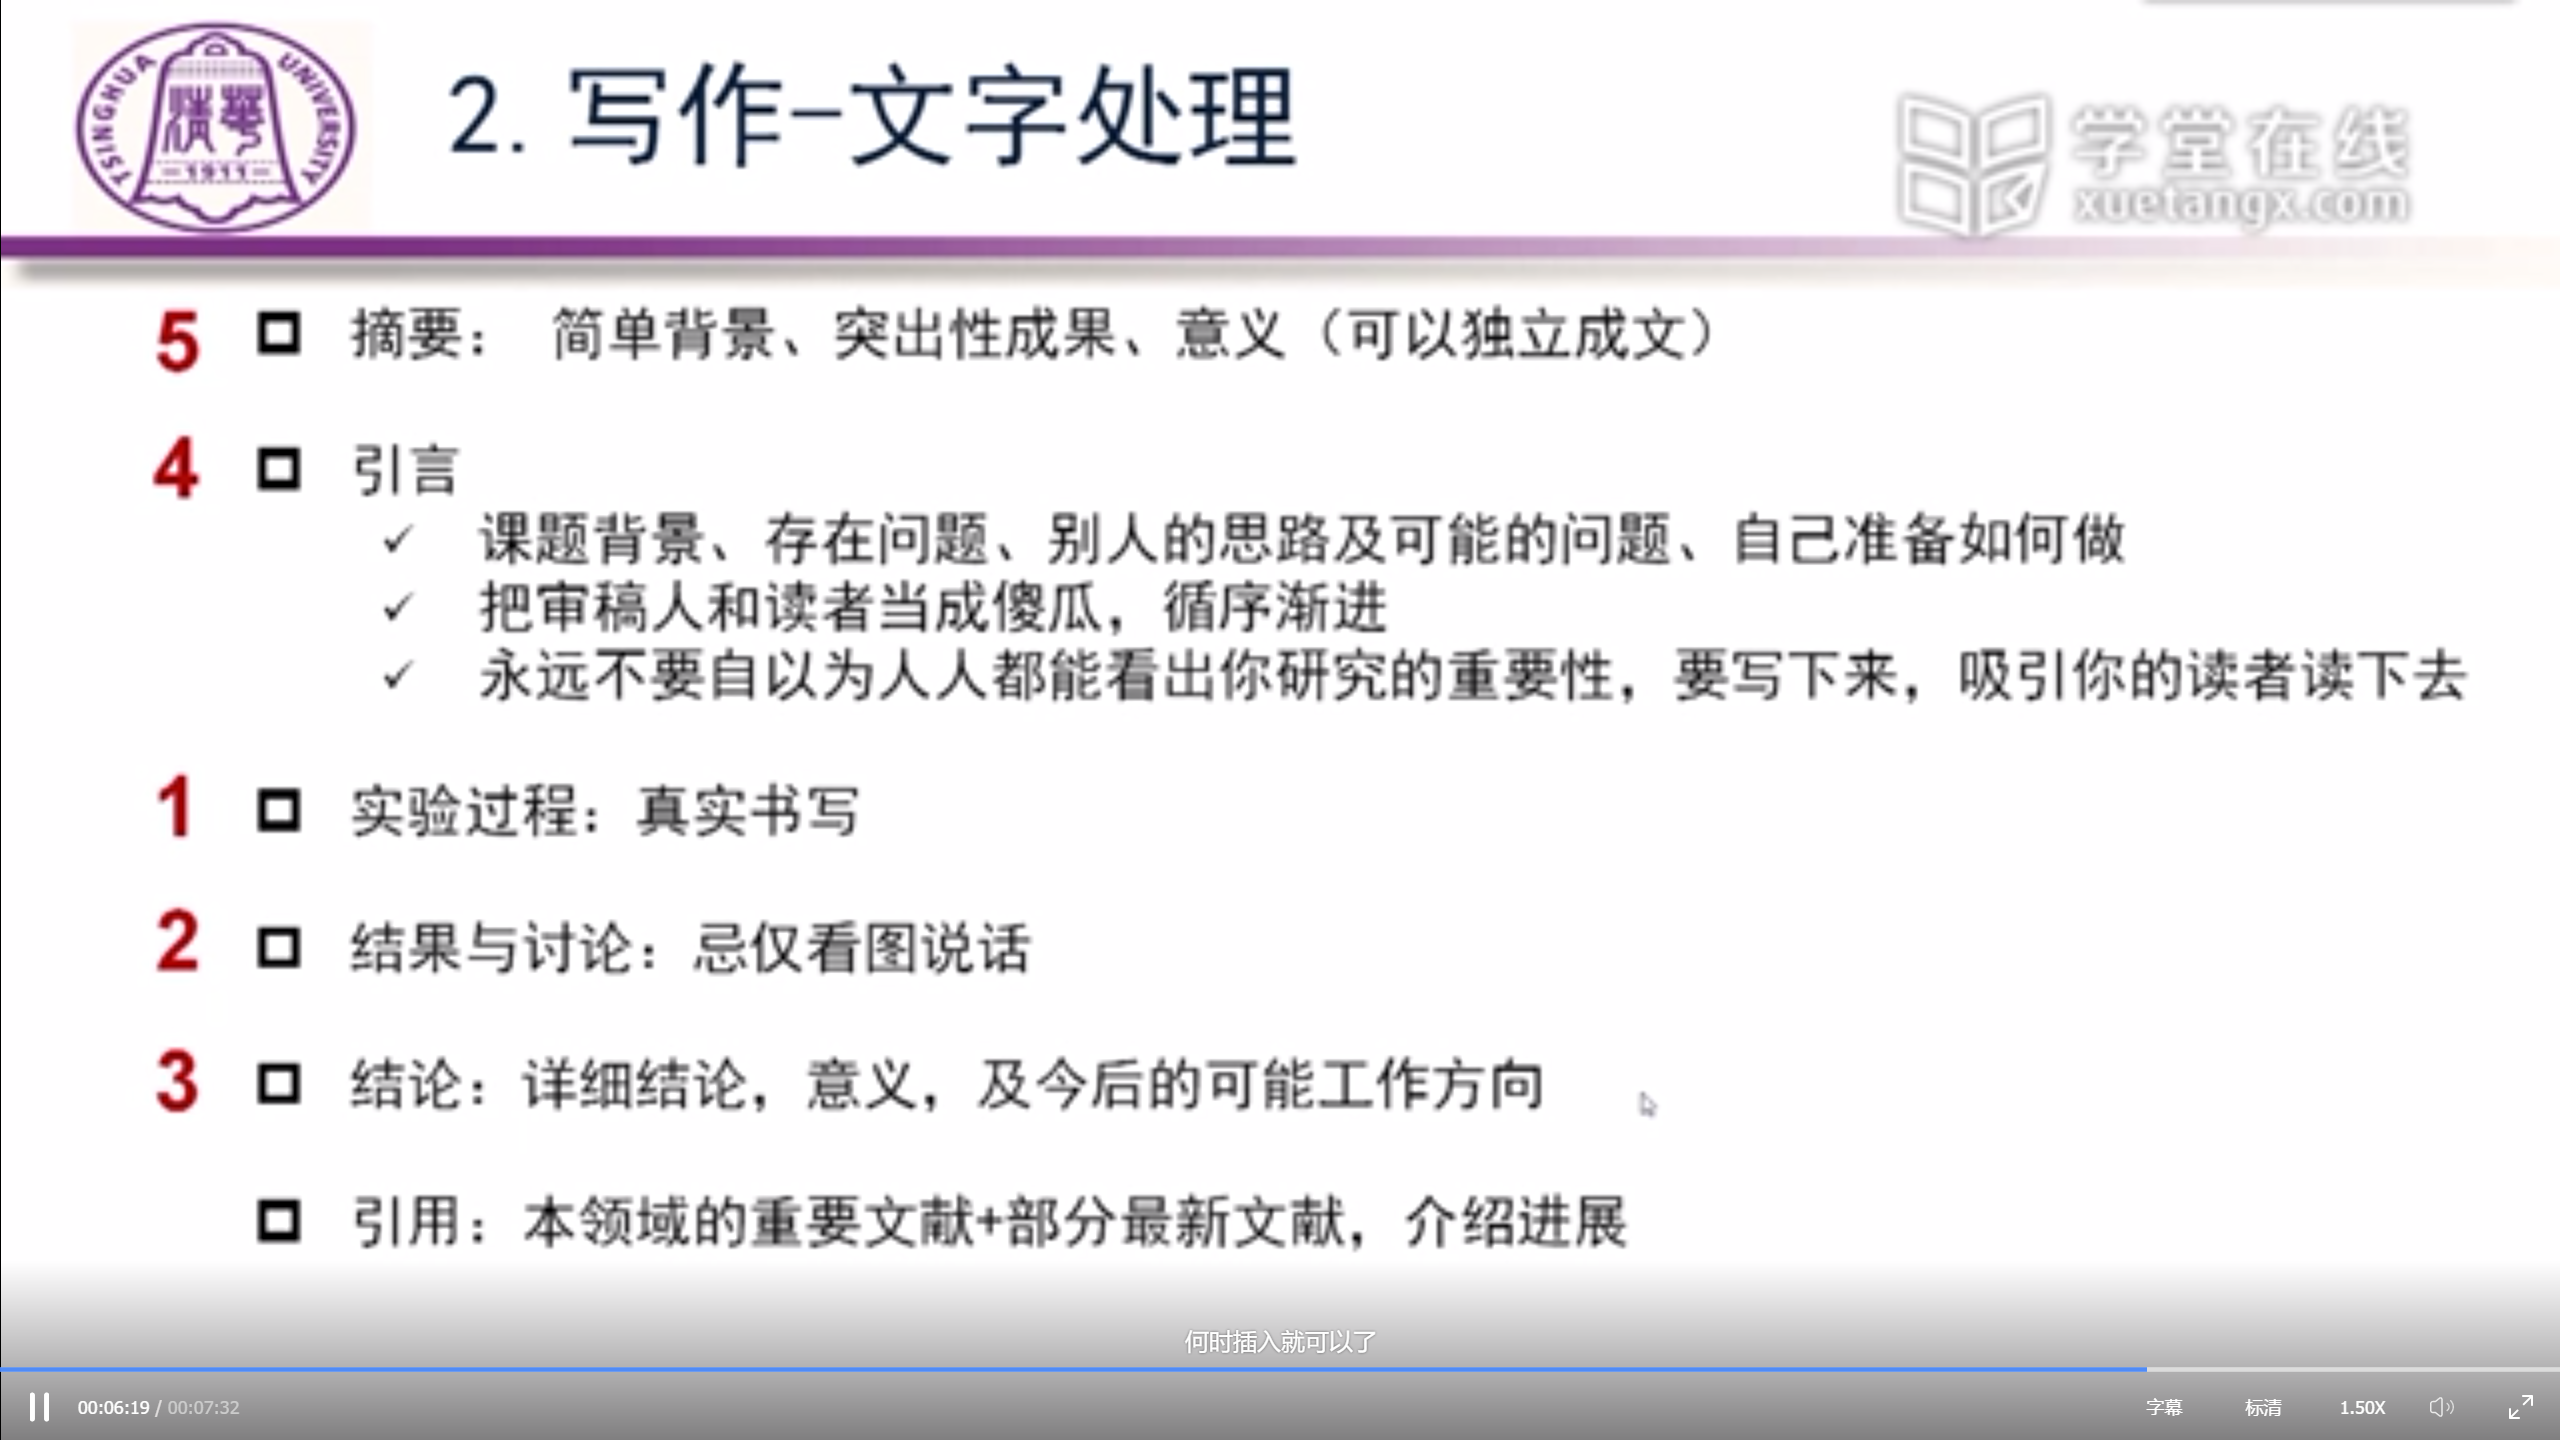 TSINGHUA UNIVERSITY
清華
-1911-
2. 写作-文字处理
学堂在线
xuetangx.com
5 摘要： 简单背景、突出性成果、意义（可以独立成文）
4 引言
✓ 课题背景、存在问题、别人的思路及可能的问题、自己准备如何做
✓ 把审稿人和读者当成傻瓜，循序渐进
✓ 永远不要自以为人人都能看出你研究的重要性，要写下来，吸引你的读者读下去
1 实验过程：真实书写
2 结果与讨论：忌仅看图说话
3 结论：详细结论，意义，及今后的可能工作方向
引用：本领域的重要文献+部分最新文献，介绍进展
何时插入就可以了
00:06:19 / 00:07:32
字幕 标清 1.50X